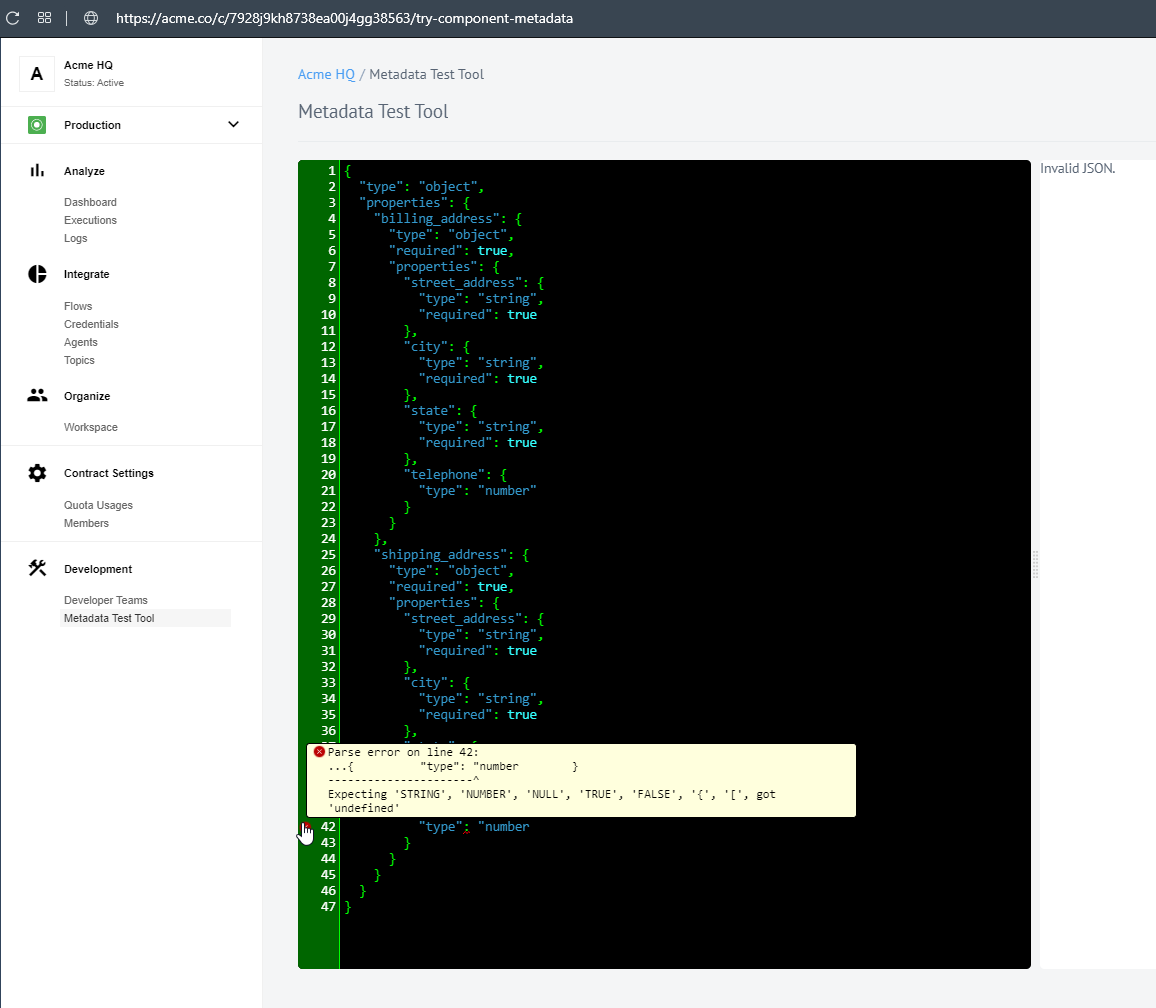 https://acme.co/c/7928j9kh8738ea00j4gg38563/try-component-metadata
A
Acme HQ
Status: Active
Production
Analyze
Dashboard
Executions
Logs
Integrate
Flows
Credentials
Agents
Topics
Organize
Workspace
Contract Settings
Quota Usages
Members
Development
Developer Teams
Metadata Test Tool
Acme HQ / Metadata Test Tool
Metadata Test Tool
1 {
2 "type": "object",
3 "properties": {
4 "billing_address": {
5 "type": "object",
6 "required": true,
7 "properties": {
8 "street_address": {
9 "type": "string",
10 "required": true
11 },
12 "city": {
13 "type": "string",
14 "required": true
15 },
16 "state": {
17 "type": "string",
18 "required": true
19 },
20 "telephone": {
21 "type": "number"
22 }
23 }
24 },
25 "shipping_address": {
26 "type": "object",
27 "required": true,
28 "properties": {
29 "street_address": {
30 "type": "string",
31 "required": true
32 },
33 "city": {
34 "type": "string",
35 "required": true
36 },
Parse error on line 42:
...{ "type": "number }
----------------------^
Expecting 'STRING', 'NUMBER', 'NULL', 'TRUE', 'FALSE', '{', '[', got
'undefined'
42 "type": "number
43 }
44 }
45 }
46 }
47 }
Invalid JSON.